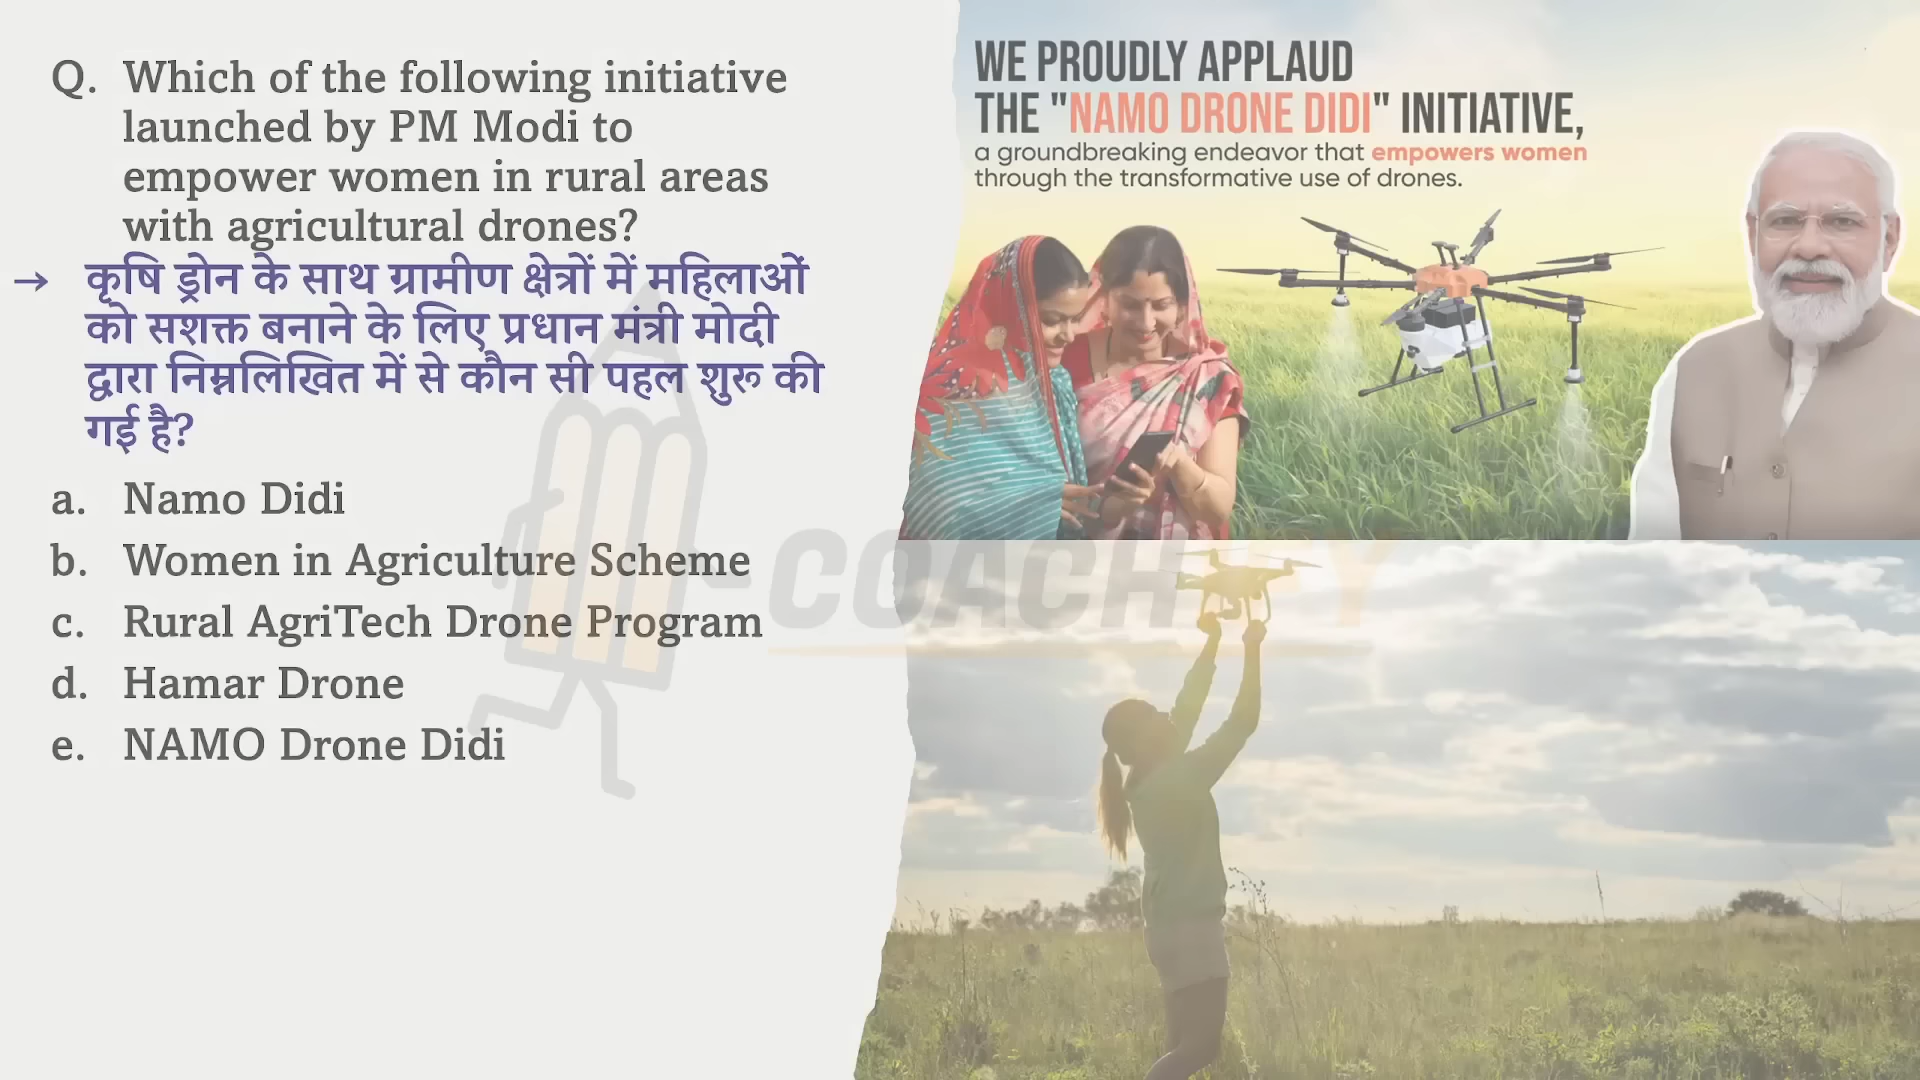 Q. Which of the following initiative
launched by PM Modi to
empower women in rural areas
with agricultural drones?
→ कृषि ड्रोन के साथ ग्रामीण क्षेत्रों में महिलाओं
को सशक्त बनाने के लिए प्रधान मंत्री मोदी
द्वारा निम्नलिखित में से कौन सी पहल शुरू की
गई है?
a. Namo Didi
b. Women in Agriculture Scheme
c. Rural AgriTech Drone Program
d. Hamar Drone
e. NAMO Drone Didi
WE PROUDLY APPLAUD
THE "NAMO DRONE DIDI" INITIATIVE,
a groundbreaking endeavor that empowers women
through the transformative use of drones.